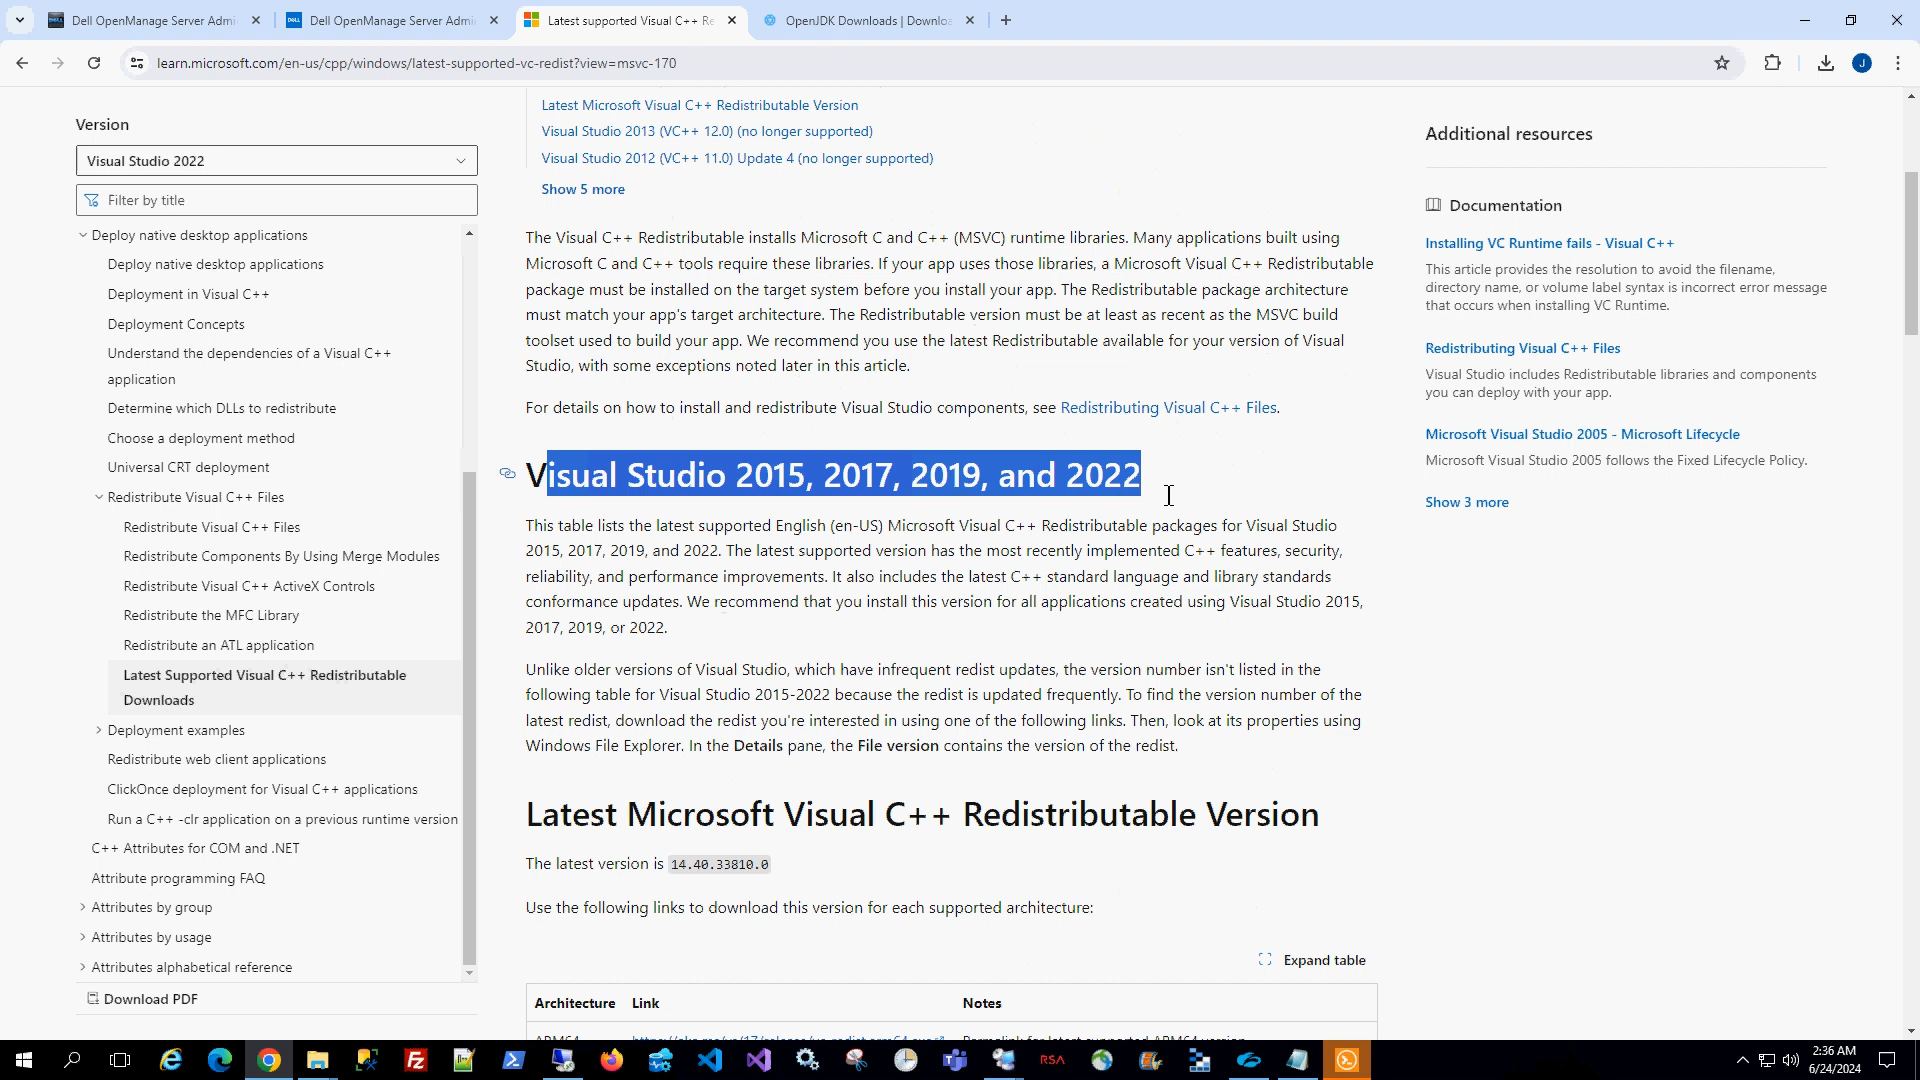 Dell OpenManage Server Admi
Dell OpenManage Server Admi
Latest supported Visual C++ Re
OpenJDK Downloads | Downloa
learn.microsoft.com/en-us/cpp/windows/latest-supported-vc-redist?view=msvc-170
J
Version
Visual Studio 2022
Filter by title
Deploy native desktop applications
Deploy native desktop applications
Deployment in Visual C++
Deployment Concepts
Understand the dependencies of a Visual C++
application
Determine which DLLs to redistribute
Choose a deployment method
Universal CRT deployment
Redistribute Visual C++ Files
Redistribute Visual C++ Files
Redistribute Components By Using Merge Modules
Redistribute Visual C++ ActiveX Controls
Redistribute the MFC Library
Redistribute an ATL application
Latest Supported Visual C++ Redistributable
Downloads
Deployment examples
Redistribute web client applications
ClickOnce deployment for Visual C++ applications
Run a C++ -clr application on a previous runtime version
C++ Attributes for COM and .NET
Attribute programming FAQ
Attributes by group
Attributes by usage
Attributes alphabetical reference
Download PDF
Latest Microsoft Visual C++ Redistributable Version
Visual Studio 2013 (VC++ 12.0) (no longer supported)
Visual Studio 2012 (VC++ 11.0) Update 4 (no longer supported)
Show 5 more
The Visual C++ Redistributable installs Microsoft C and C++ (MSVC) runtime libraries. Many applications built using
Microsoft C and C++ tools require these libraries. If your app uses those libraries, a Microsoft Visual C++ Redistributable
package must be installed on the target system before you install your app. The Redistributable package architecture
must match your app's target architecture. The Redistributable version must be at least as recent as the MSVC build
toolset used to build your app. We recommend you use the latest Redistributable available for your version of Visual
Studio, with some exceptions noted later in this article.
For details on how to install and redistribute Visual Studio components, see Redistributing Visual C++ Files.
Visual Studio 2015, 2017, 2019, and 2022
This table lists the latest supported English (en-US) Microsoft Visual C++ Redistributable packages for Visual Studio
2015, 2017, 2019, and 2022. The latest supported version has the most recently implemented C++ features, security,
reliability, and performance improvements. It also includes the latest C++ standard language and library standards
conformance updates. We recommend that you install this version for all applications created using Visual Studio 2015,
2017, 2019, or 2022.
Unlike older versions of Visual Studio, which have infrequent redist updates, the version number isn't listed in the
following table for Visual Studio 2015-2022 because the redist is updated frequently. To find the version number of the
latest redist, download the redist you're interested in using one of the following links. Then, look at its properties using
Windows File Explorer. In the Details pane, the File version contains the version of the redist.
Latest Microsoft Visual C++ Redistributable Version
The latest version is 14.40.33810.0
Use the following links to download this version for each supported architecture:
Expand table
Architecture Link Notes
Additional resources
Documentation
Installing VC Runtime fails - Visual C++
This article provides the resolution to avoid the filename,
directory name, or volume label syntax is incorrect error message
that occurs when installing VC Runtime.
Redistributing Visual C++ Files
Visual Studio includes Redistributable libraries and components
you can deploy with your app.
Microsoft Visual Studio 2005 - Microsoft Lifecycle
Microsoft Visual Studio 2005 follows the Fixed Lifecycle Policy.
Show 3 more
RSA
2:36 AM
6/24/2024